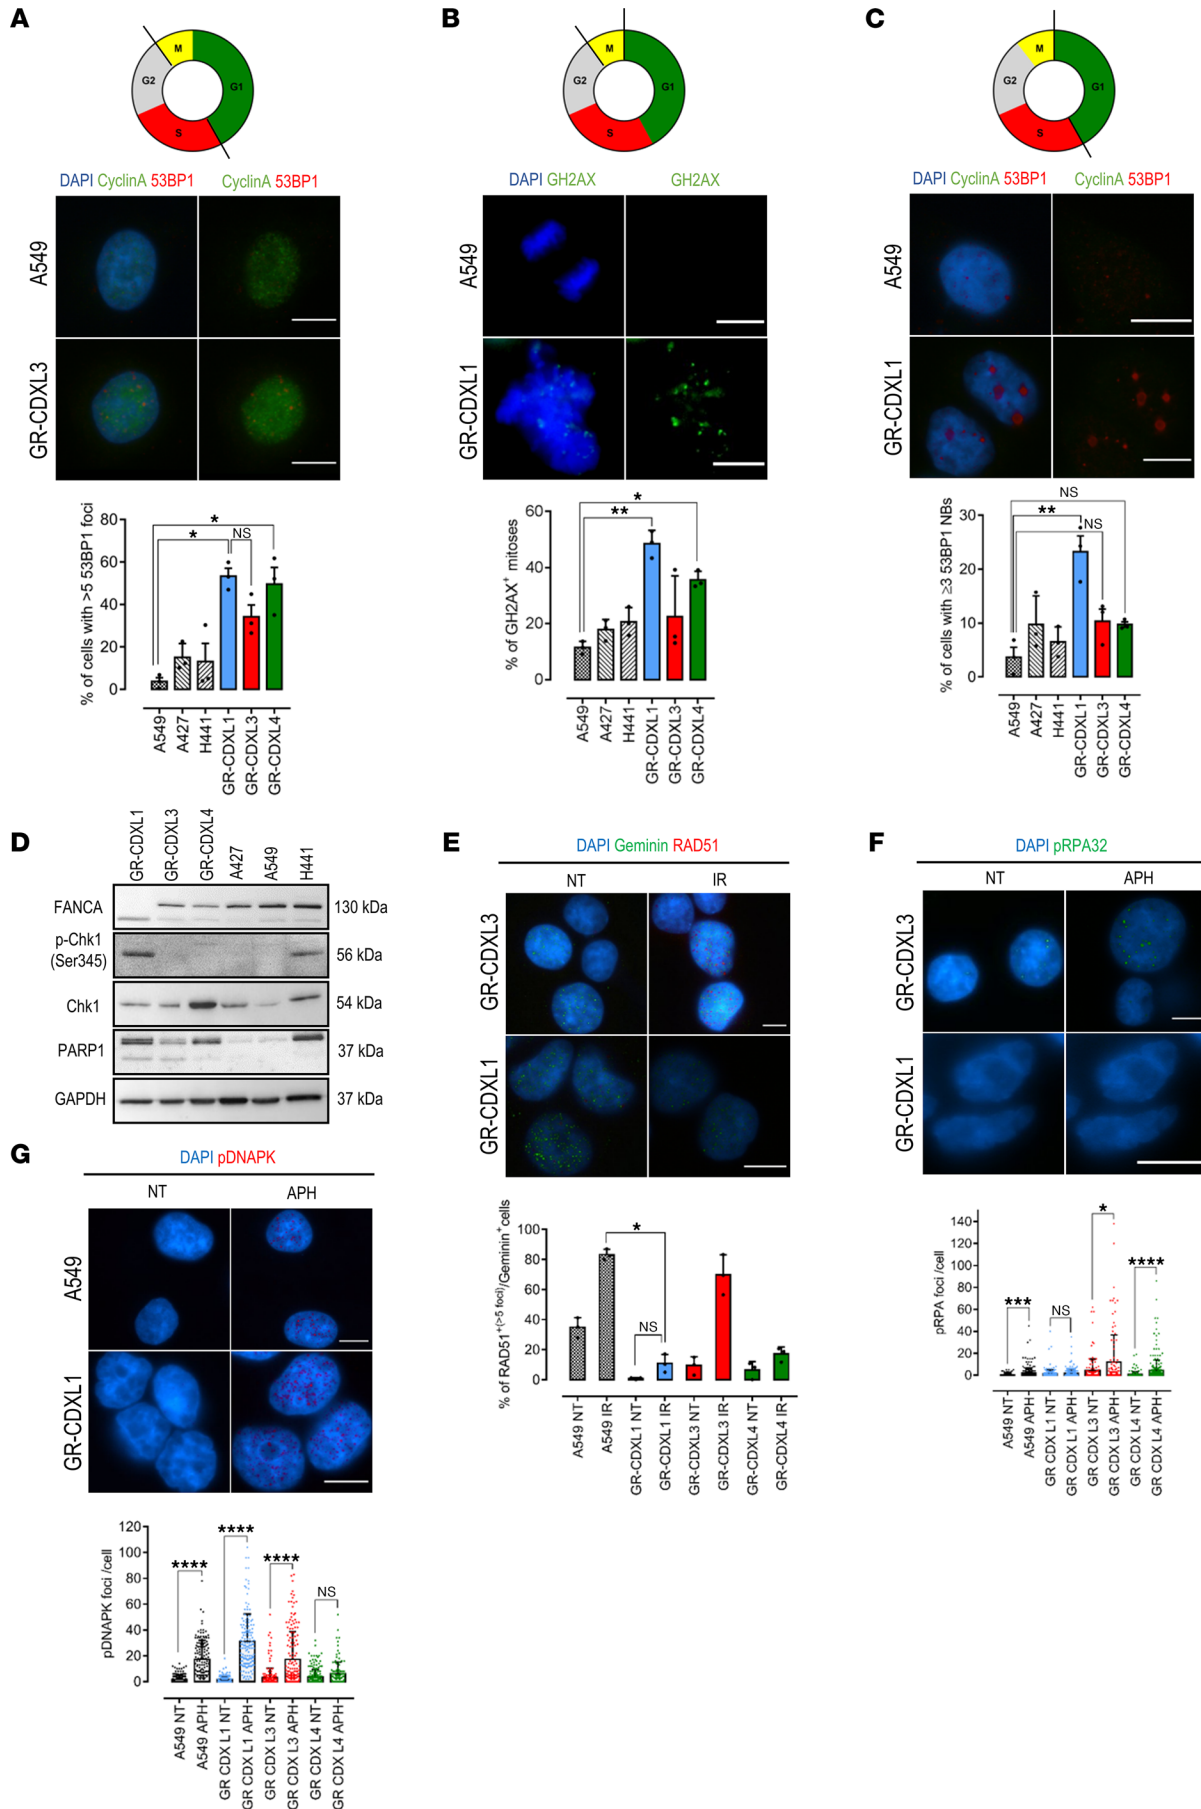 A
M
G2
G1
S
DAPI CyclinA 53BP1
CyclinA 53BP1
A549
GR-CDXL3
% of cells with >5 53BP1 foci
80
60
40
20
0
*
*
NS
A549
A427
H441
GR-CDXL1
GR-CDXL3
GR-CDXL4
B
M
G2
G1
S
DAPI GH2AX
GH2AX
A549
GR-CDXL1
% of GH2AX+ mitoses
60
40
20
0
*
**
A549
A427
H441
GR-CDXL1
GR-CDXL3
GR-CDXL4
C
M
G2
G1
S
DAPI CyclinA 53BP1
CyclinA 53BP1
A549
GR-CDXL1
% of cells with ≥3 53BP1 NBs
30
20
10
0
NS
**
NS
A549
A427
H441
GR-CDXL1
GR-CDXL3
GR-CDXL4
D
GR-CDXL1
GR-CDXL3
GR-CDXL4
A427
A549
H441
FANCA
130 kDa
p-Chk1
(Ser345)
56 kDa
Chk1
54 kDa
PARP1
37 kDa
GAPDH
37 kDa
E
DAPI Geminin RAD51
NT
IR
GR-CDXL3
GR-CDXL1
% of RAD51+(>5 foci)/Geminin+cells
100
80
60
40
20
0
*
NS
A549 NT
A549 IR
GR-CDXL1 NT
GR-CDXL1 IR
GR-CDXL3 NT
GR-CDXL3 IR
GR-CDXL4 NT
GR-CDXL4 IR
F
DAPI pRPA32
NT
APH
GR-CDXL3
GR-CDXL1
pRPA foci /cell
140
120
100
80
60
40
20
0
***
NS
*
****
A549 NT
A549 APH
GR CDX L1 NT
GR CDX L1 APH
GR CDX L3 NT
GR CDX L3 APH
GR CDX L4 NT
GR CDX L4 APH
G
DAPI pDNAPK
NT
APH
A549
GR-CDXL1
pDNAPK foci /cell
120
100
80
60
40
20
0
****
****
****
NS
A549 NT
A549 APH
GR CDX L1 NT
GR CDX L1 APH
GR CDX L3 NT
GR CDX L3 APH
GR CDX L4 NT
GR CDX L4 APH